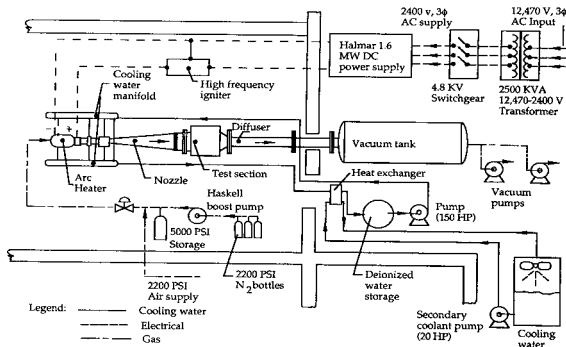 2400 v, 3ϕ
AC supply
12,470 V, 3ϕ
AC Input
Halmar 1.6
MW DC
power supply
4.8 KV
Switchgear
2500 KVA
12,470-2400 V
Transformer
High frequency
igniter
Cooling
water
manifold
Diffuser
Vacuum tank
Test section
Nozzle
Arc
Heater
Heat exchanger
Vacuum
pumps
Haskell
boost pump
Pump
(150 HP)
5000 PSI
Storage
2200 PSI
N2 bottles
Deionized
water
storage
2200 PSI
Air supply
Legend:
Cooling water
Electrical
Gas
Secondary
coolant pump
(20 HP)
Cooling
water
+
-